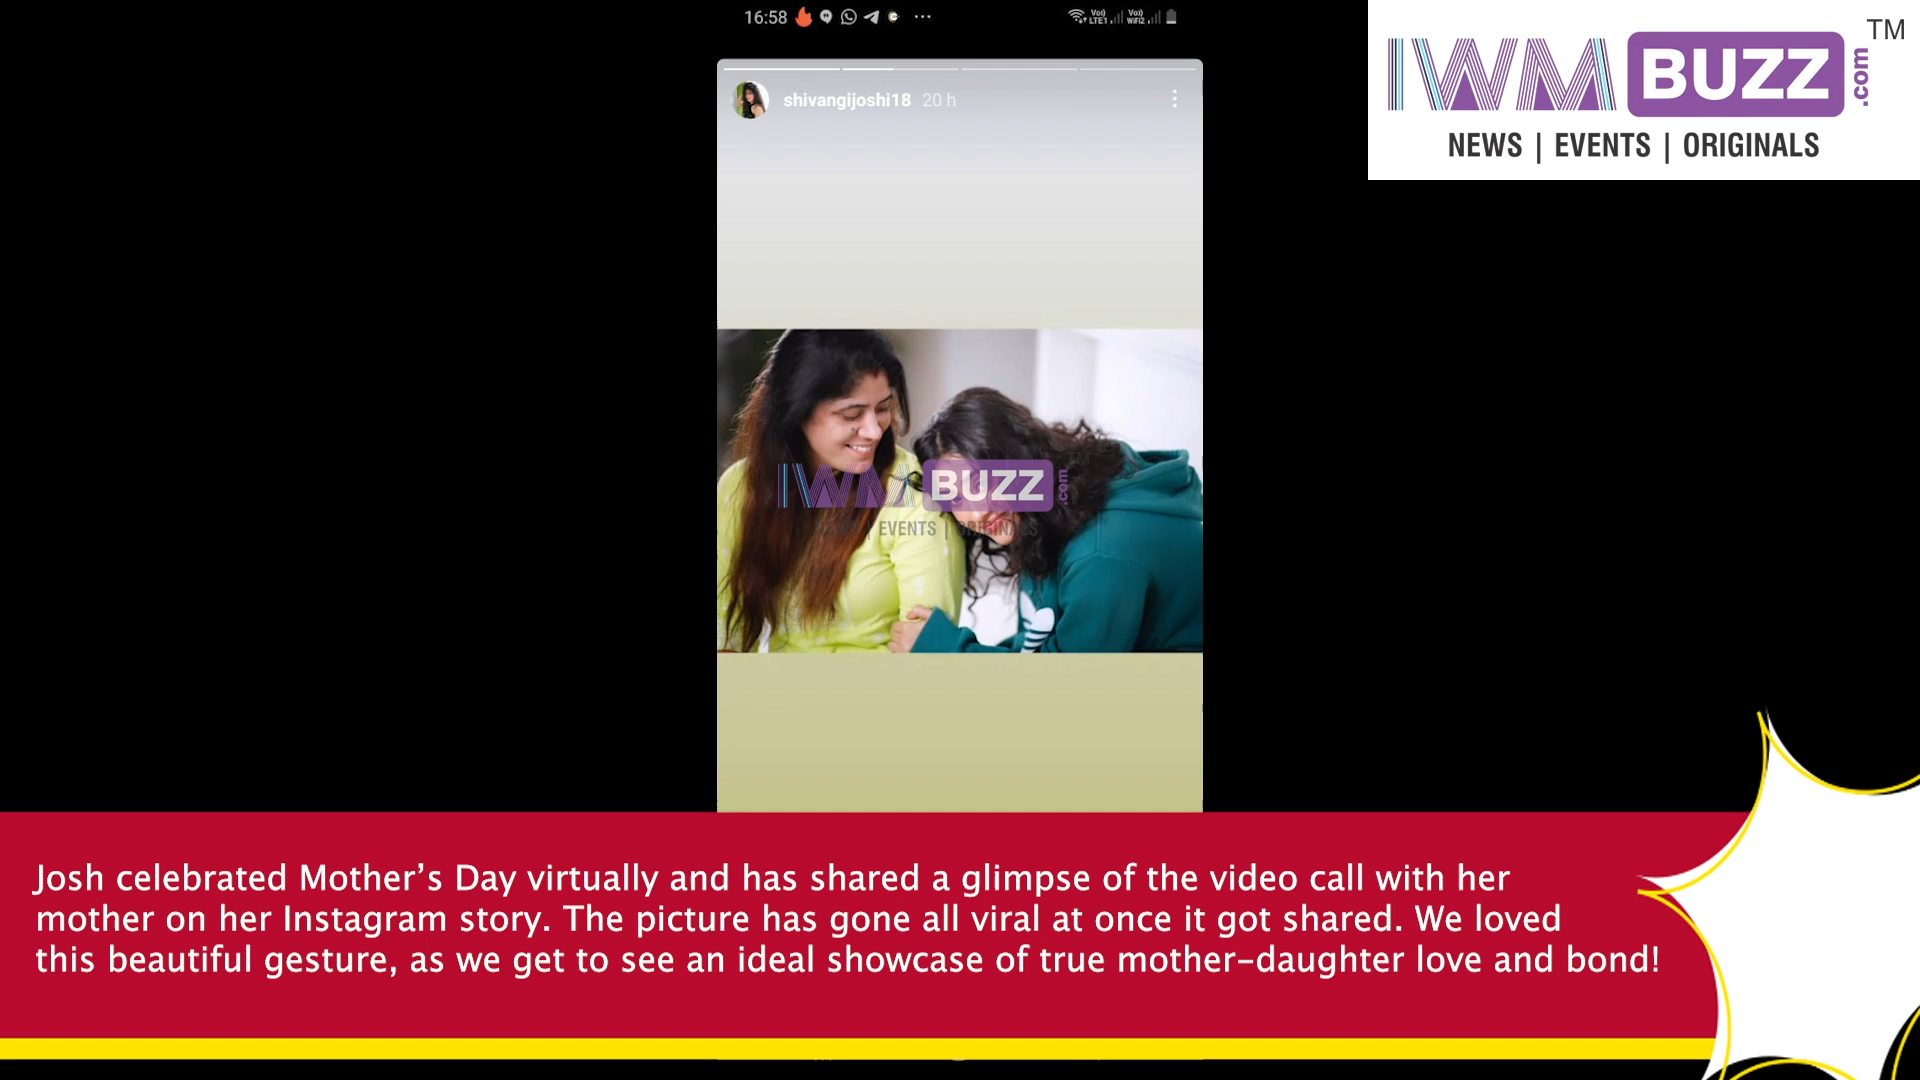 16:58
TM
IWMBUZZ.com
NEWS | EVENTS | ORIGINALS
shivangijoshi18 20 h
IWMBUZZ.com
EVENTS | ORIGINALS
Josh celebrated Mother’s Day virtually and has shared a glimpse of the video call with her
mother on her Instagram story. The picture has gone all viral at once it got shared. We loved
this beautiful gesture, as we get to see an ideal showcase of true mother-daughter love and bond!